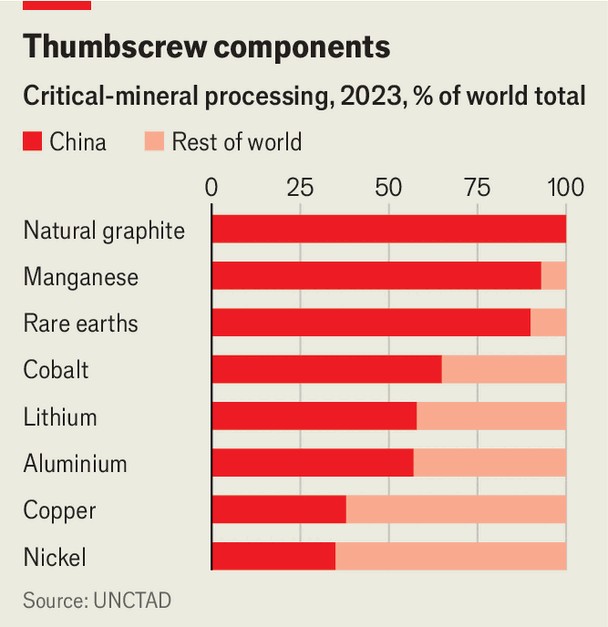 Thumbscrew components
Critical-mineral processing, 2023, % of world total
China Rest of world
0 25 50 75 100
Natural graphite
Manganese
Rare earths
Cobalt
Lithium
Aluminium
Copper
Nickel
Source: UNCTAD